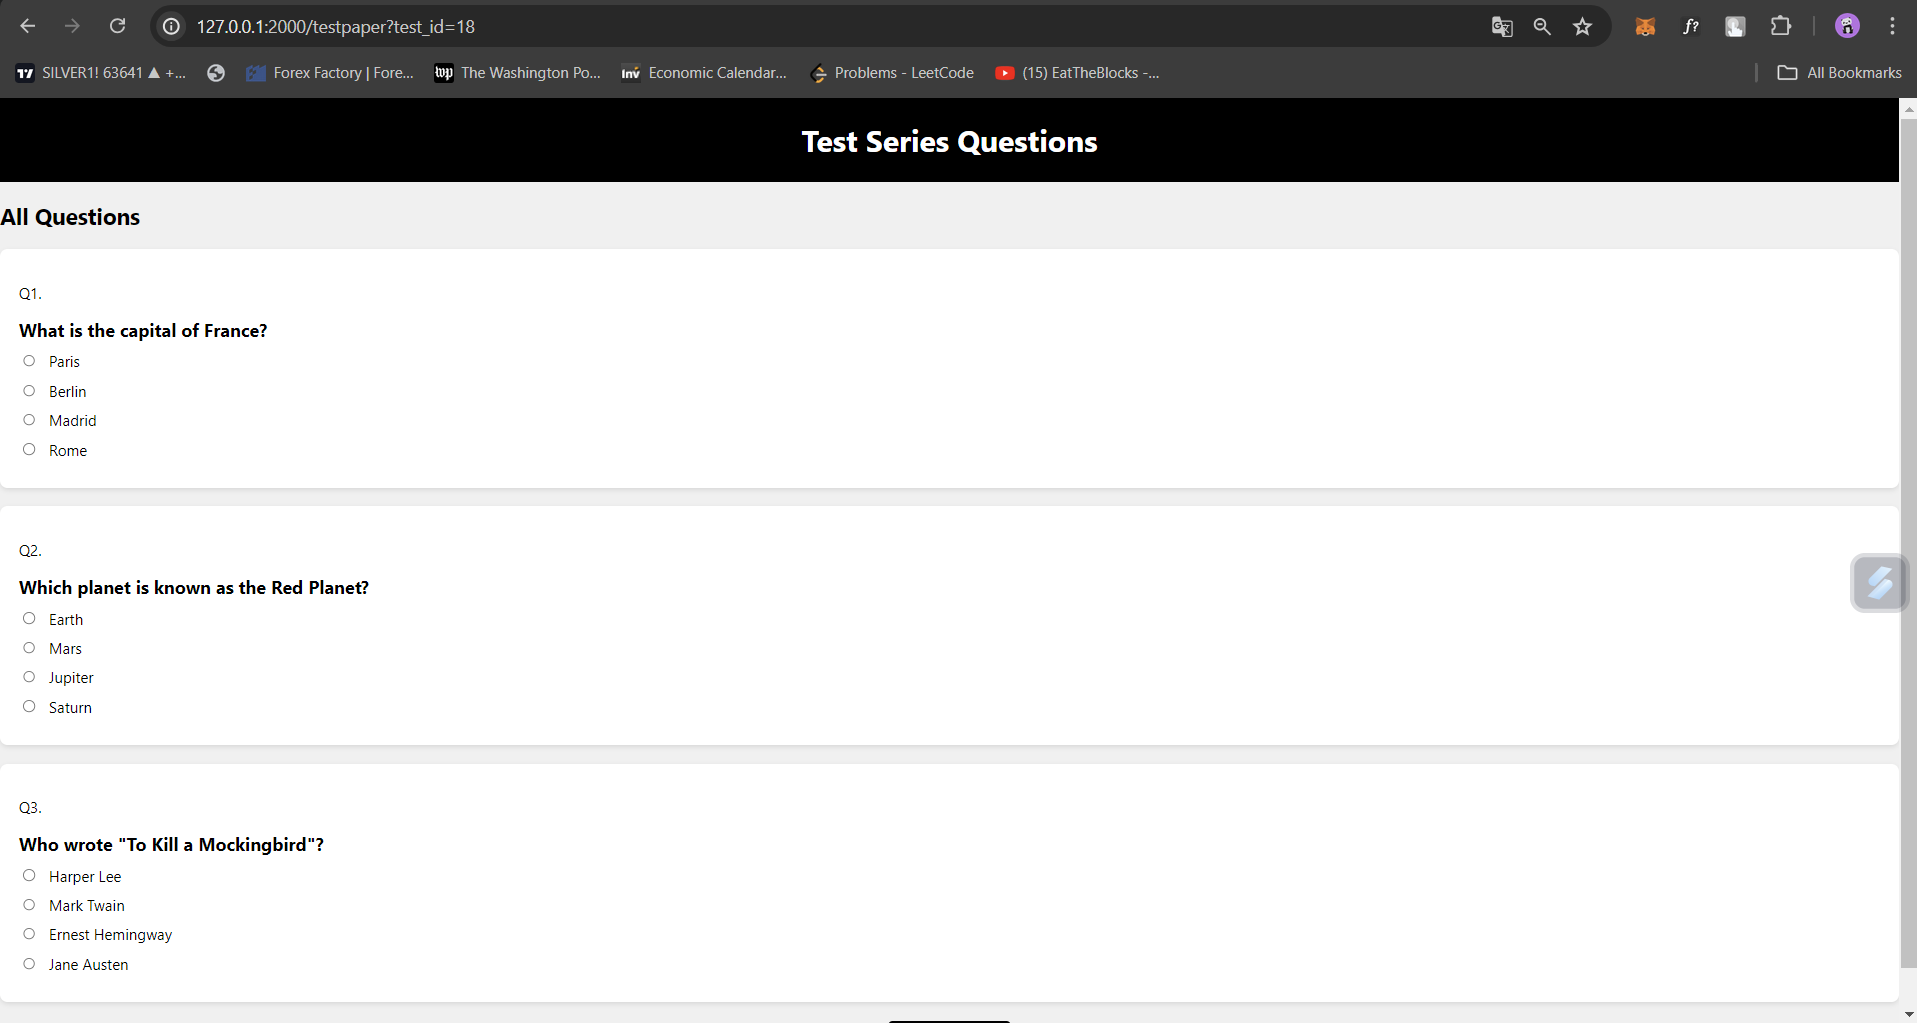 127.0.0.1:2000/testpaper?test_id=18
SILVER1! 63641 ▲ +... Forex Factory | Fore... The Washington Po... Economic Calendar... Problems - LeetCode (15) EatTheBlocks -... All Bookmarks
Test Series Questions
All Questions
Q1.
What is the capital of France?
Paris
Berlin
Madrid
Rome
Q2.
Which planet is known as the Red Planet?
Earth
Mars
Jupiter
Saturn
Q3.
Who wrote "To Kill a Mockingbird"?
Harper Lee
Mark Twain
Ernest Hemingway
Jane Austen